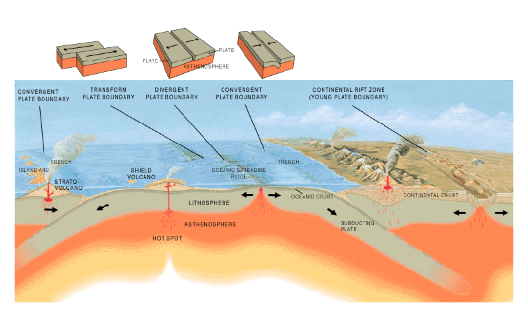 PLATE
PLATE
ASTHENOSPHERE
CONVERGENT
PLATE BOUNDARY
TRANSFORM
PLATE BOUNDARY
DIVERGENT
PLATE BOUNDARY
CONVERGENT
PLATE BOUNDARY
CONTINENTAL RIFT ZONE
(YOUNG PLATE BOUNDARY)
TRENCH
ISLAND ARC
STRATO-
VOLCANO
SHIELD
VOLCANO
OCEANIC SPREADING
RIDGE
TRENCH
OCEANIC CRUST
CONTINENTAL CRUST
LITHOSPHERE
ASTHENOSPHERE
HOT SPOT
SUBDUCTING
PLATE